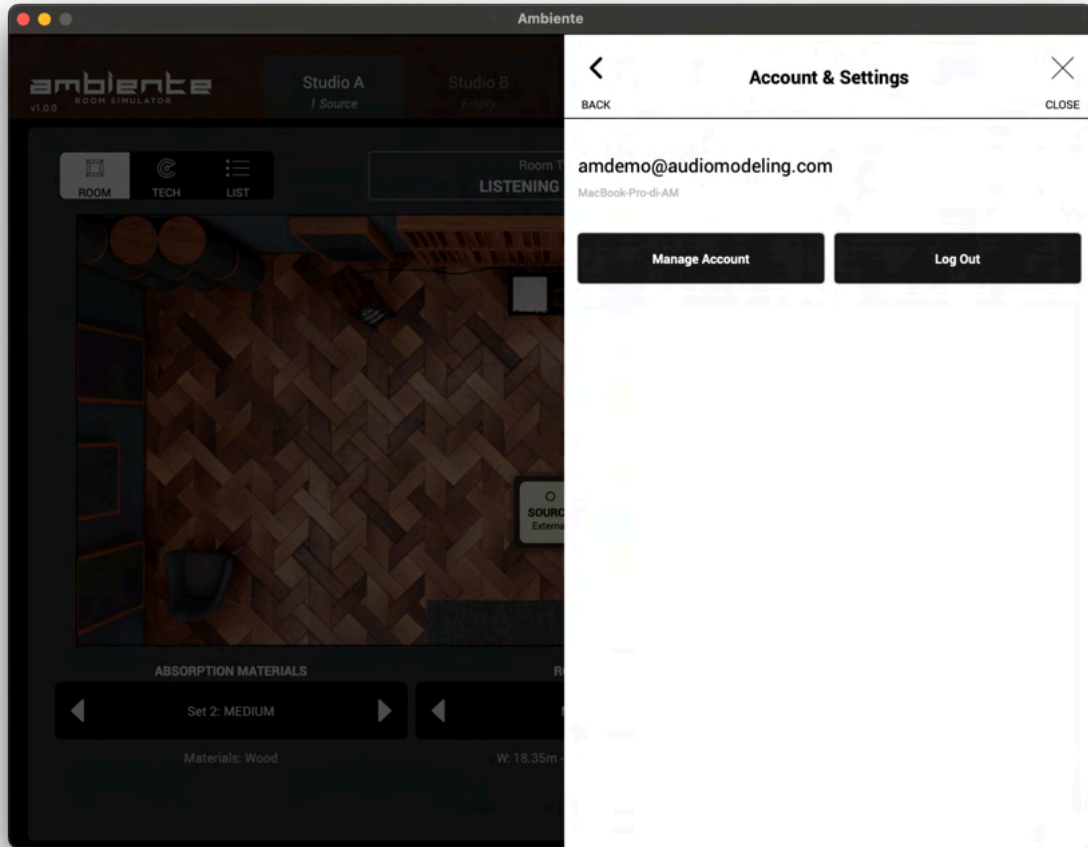 Ambiente
ambiente
ROOM SIMULATOR
v1.0.0
Studio A
1 Source
Studio B
Empty
ROOM
TECH
LIST
Room T
LISTENING
SOURC
Externa
ABSORPTION MATERIALS
Set 2: MEDIUM
Materials: Wood
W: 18.35m -
BACK
Account & Settings
CLOSE
amdemo@audiomodeling.com
MacBook-Pro-di-AM
Manage Account
Log Out